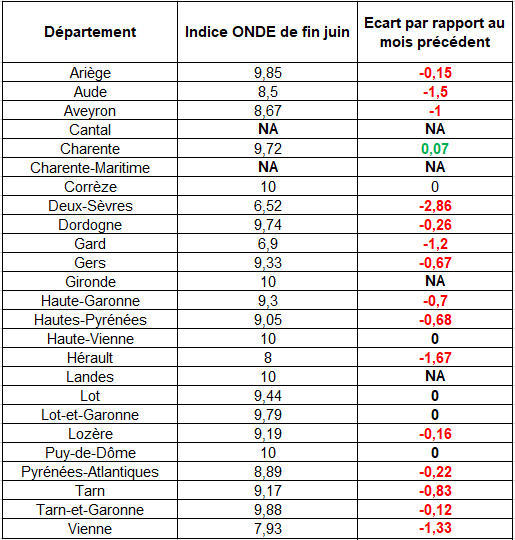 Département Indice ONDE de fin juin Ecart par rapport au
mois précédent
Ariège 9,85 -0,15
Aude 8,5 -1,5
Aveyron 8,67 -1
Cantal NA NA
Charente 9,72 0,07
Charente-Maritime NA NA
Corrèze 10 0
Deux-Sèvres 6,52 -2,86
Dordogne 9,74 -0,26
Gard 6,9 -1,2
Gers 9,33 -0,67
Gironde 10 NA
Haute-Garonne 9,3 -0,7
Hautes-Pyrénées 9,05 -0,68
Haute-Vienne 10 0
Hérault 8 -1,67
Landes 10 NA
Lot 9,44 0
Lot-et-Garonne 9,79 0
Lozère 9,19 -0,16
Puy-de-Dôme 10 0
Pyrénées-Atlantiques 8,89 -0,22
Tarn 9,17 -0,83
Tarn-et-Garonne 9,88 -0,12
Vienne 7,93 -1,33